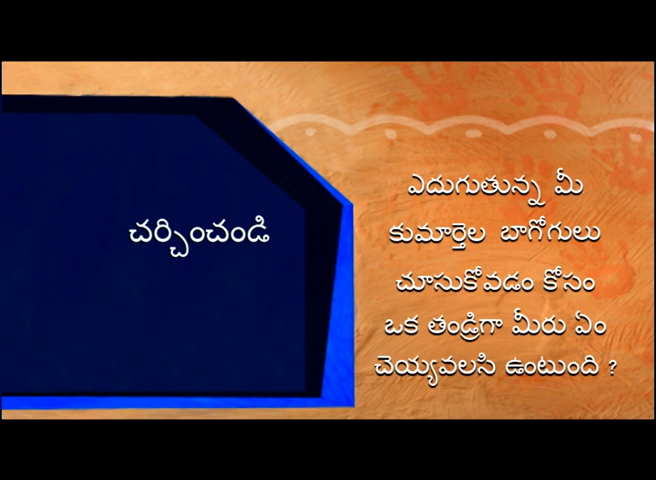 చర్చించండి
ఎదుగుతున్న మీ
కుమార్తెల బాగోగులు
చూసుకోవడం కోసం
ఒక తండ్రిగా మీరు ఏం
చెయ్యవలసి ఉంటుంది ?